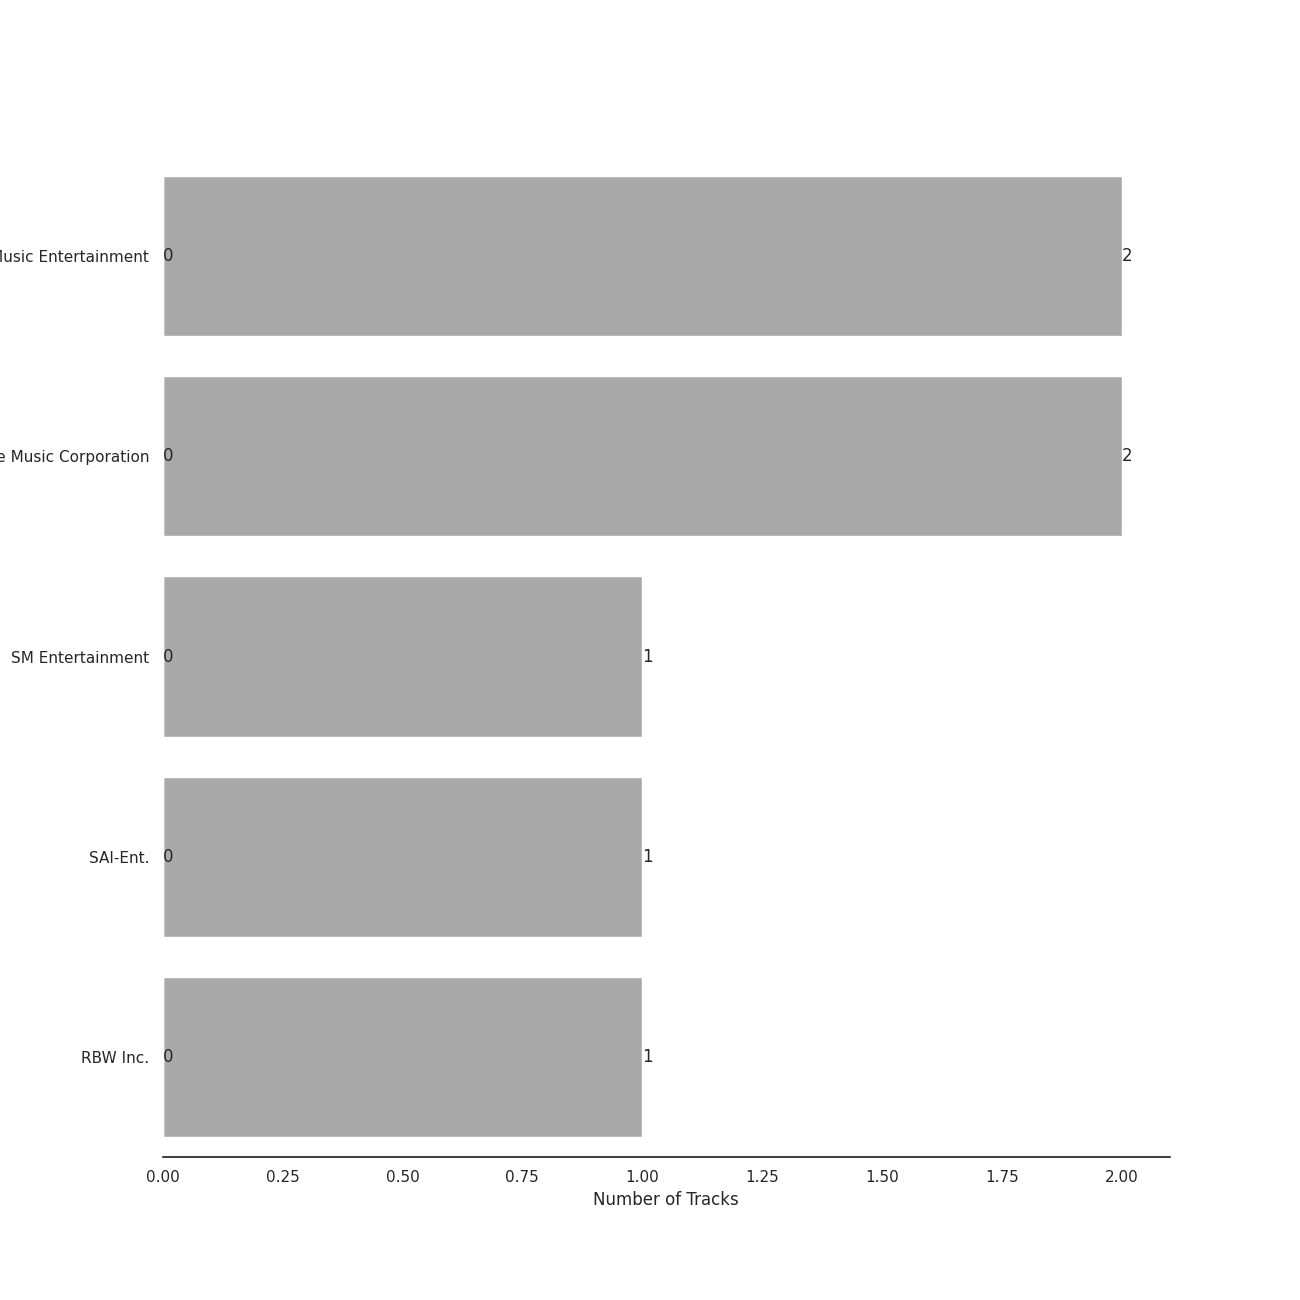 Music Entertainment 0 2
Music Corporation 0 2
SM Entertainment 0 1
SAI-Ent. 0 1
RBW Inc. 0 1
0.00 0.25 0.50 0.75 1.00 1.25 1.50 1.75 2.00
Number of Tracks